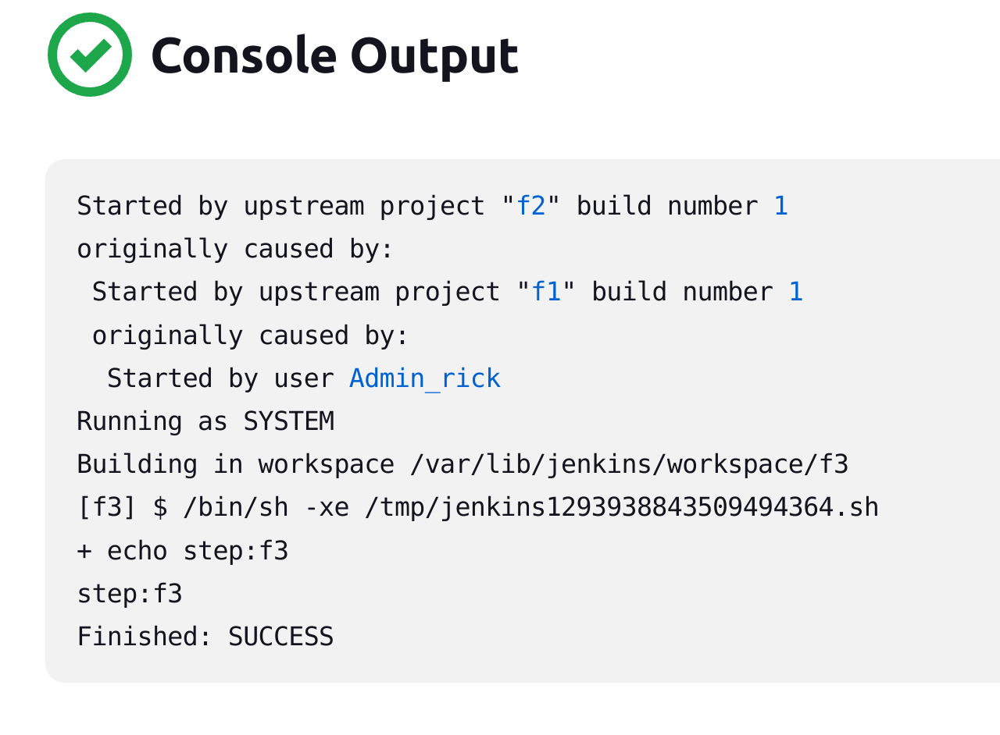 Console Output
Started by upstream project "f2" build number 1
originally caused by:
 Started by upstream project "f1" build number 1
 originally caused by:
  Started by user Admin_rick
Running as SYSTEM
Building in workspace /var/lib/jenkins/workspace/f3
[f3] $ /bin/sh -xe /tmp/jenkins1293938843509494364.sh
+ echo step:f3
step:f3
Finished: SUCCESS